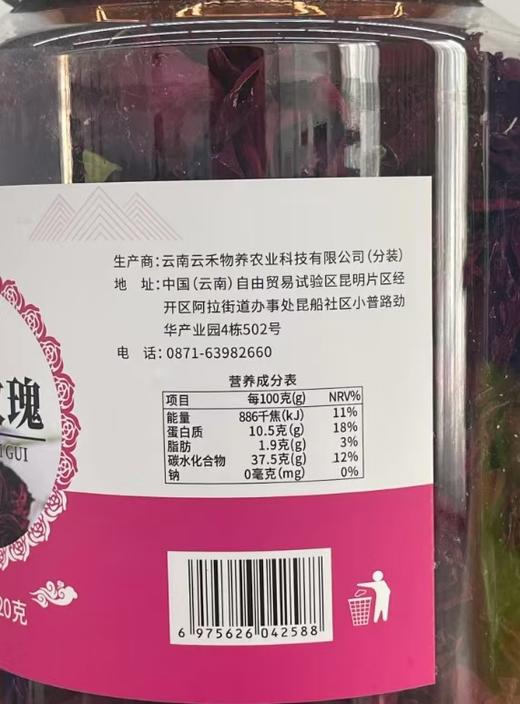 生产商:云南云禾物养农业科技有限公司(分装)
地 址:中国(云南)自由贸易试验区昆明片区经
开区阿拉街道办事处昆船社区小普路劲
华产业园4栋502号
电 话:0871-63982660
营养成分表
项目 每100克(g) NRV%
能量 886千焦(kJ) 11%
蛋白质 10.5克(g) 18%
脂肪 1.9克(g) 3%
碳水化合物 37.5克(g) 12%
钠 0毫克(mg) 0%
瑰
GUI
20克
6 975626 042588